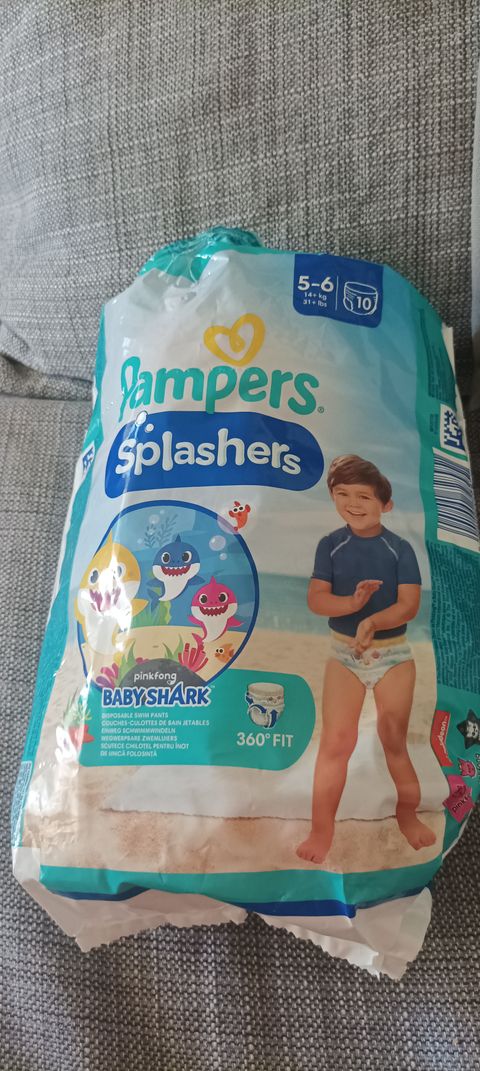 5-6
14+ kg
31+ lbs
10
Pampers®
Splashers
pinkfong
BABY SHARK™
DISPOSABLE SWIM PANTS
COUCHES-CULOTTES DE BAIN JETABLES
EINWEG SCHWIMMWINDELN
WEGWERPBARE ZWEMLUIERS
SCUTECE CHILOȚEL PENTRU ÎNOT
DE UNICĂ FOLOSINȚĂ
360° FIT